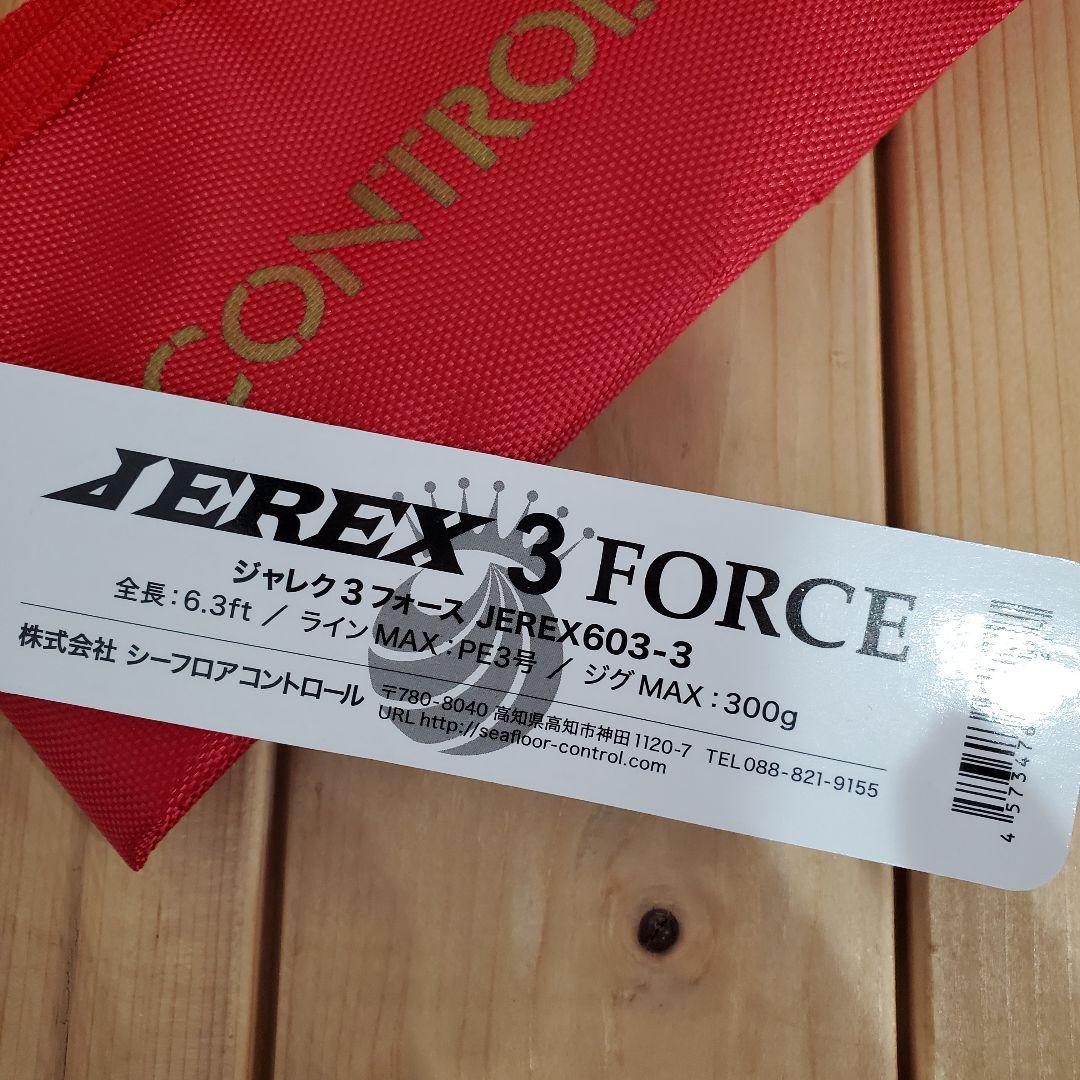 CONTROL
JEREX 3 FORCE
ジャレク3フォース JEREX603-3
全長:6.3ft / ラインMAX:PE3号 / ジグMAX:300g
株式会社 シーフロアコントロール
〒780-8040 高知県高知市神田1120-7 TEL088-821-9155
URL http://seafloor-control.com
4 573476